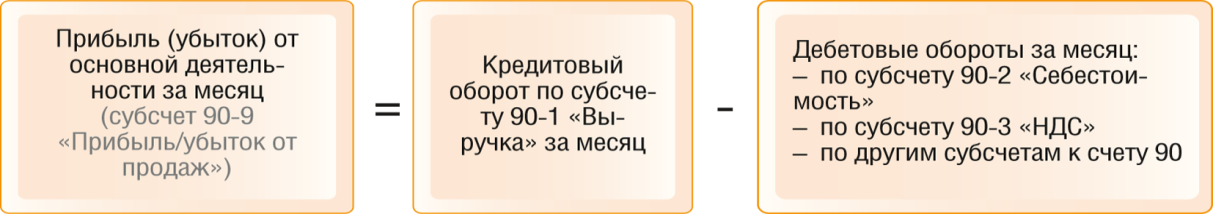 Прибыль (убыток) от
основной деятель-
ности за месяц
(субсчет 90-9
«Прибыль/убыток от
продаж»)
=
Кредитовый
оборот по субсче-
ту 90-1 «Вы-
ручка» за месяц
-
Дебетовые обороты за месяц:
– по субсчету 90-2 «Себестои-
мость»
– по субсчету 90-3 «НДС»
– по другим субсчетам к счету 90